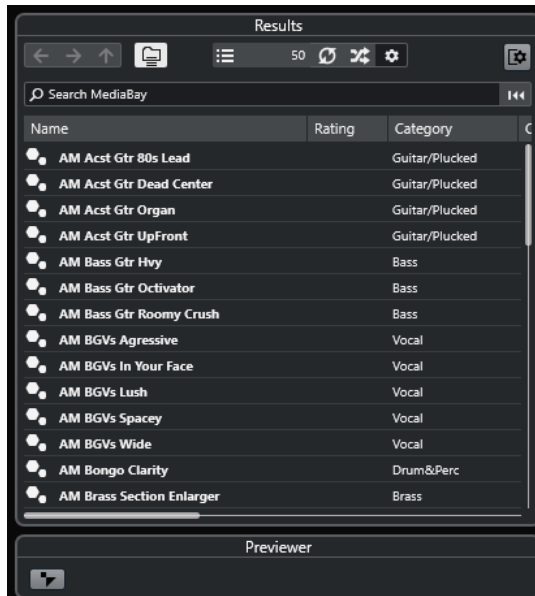 Results
50
Search MediaBay
Name Rating Category C
AM Acst Gtr 80s Lead Guitar/Plucked
AM Acst Gtr Dead Center Guitar/Plucked
AM Acst Gtr Organ Guitar/Plucked
AM Acst Gtr UpFront Guitar/Plucked
AM Bass Gtr Hvy Bass
AM Bass Gtr Octivator Bass
AM Bass Gtr Roomy Crush Bass
AM BGVs Agressive Vocal
AM BGVs In Your Face Vocal
AM BGVs Lush Vocal
AM BGVs Spacey Vocal
AM BGVs Wide Vocal
AM Bongo Clarity Drum&Perc
AM Brass Section Enlarger Brass
Previewer